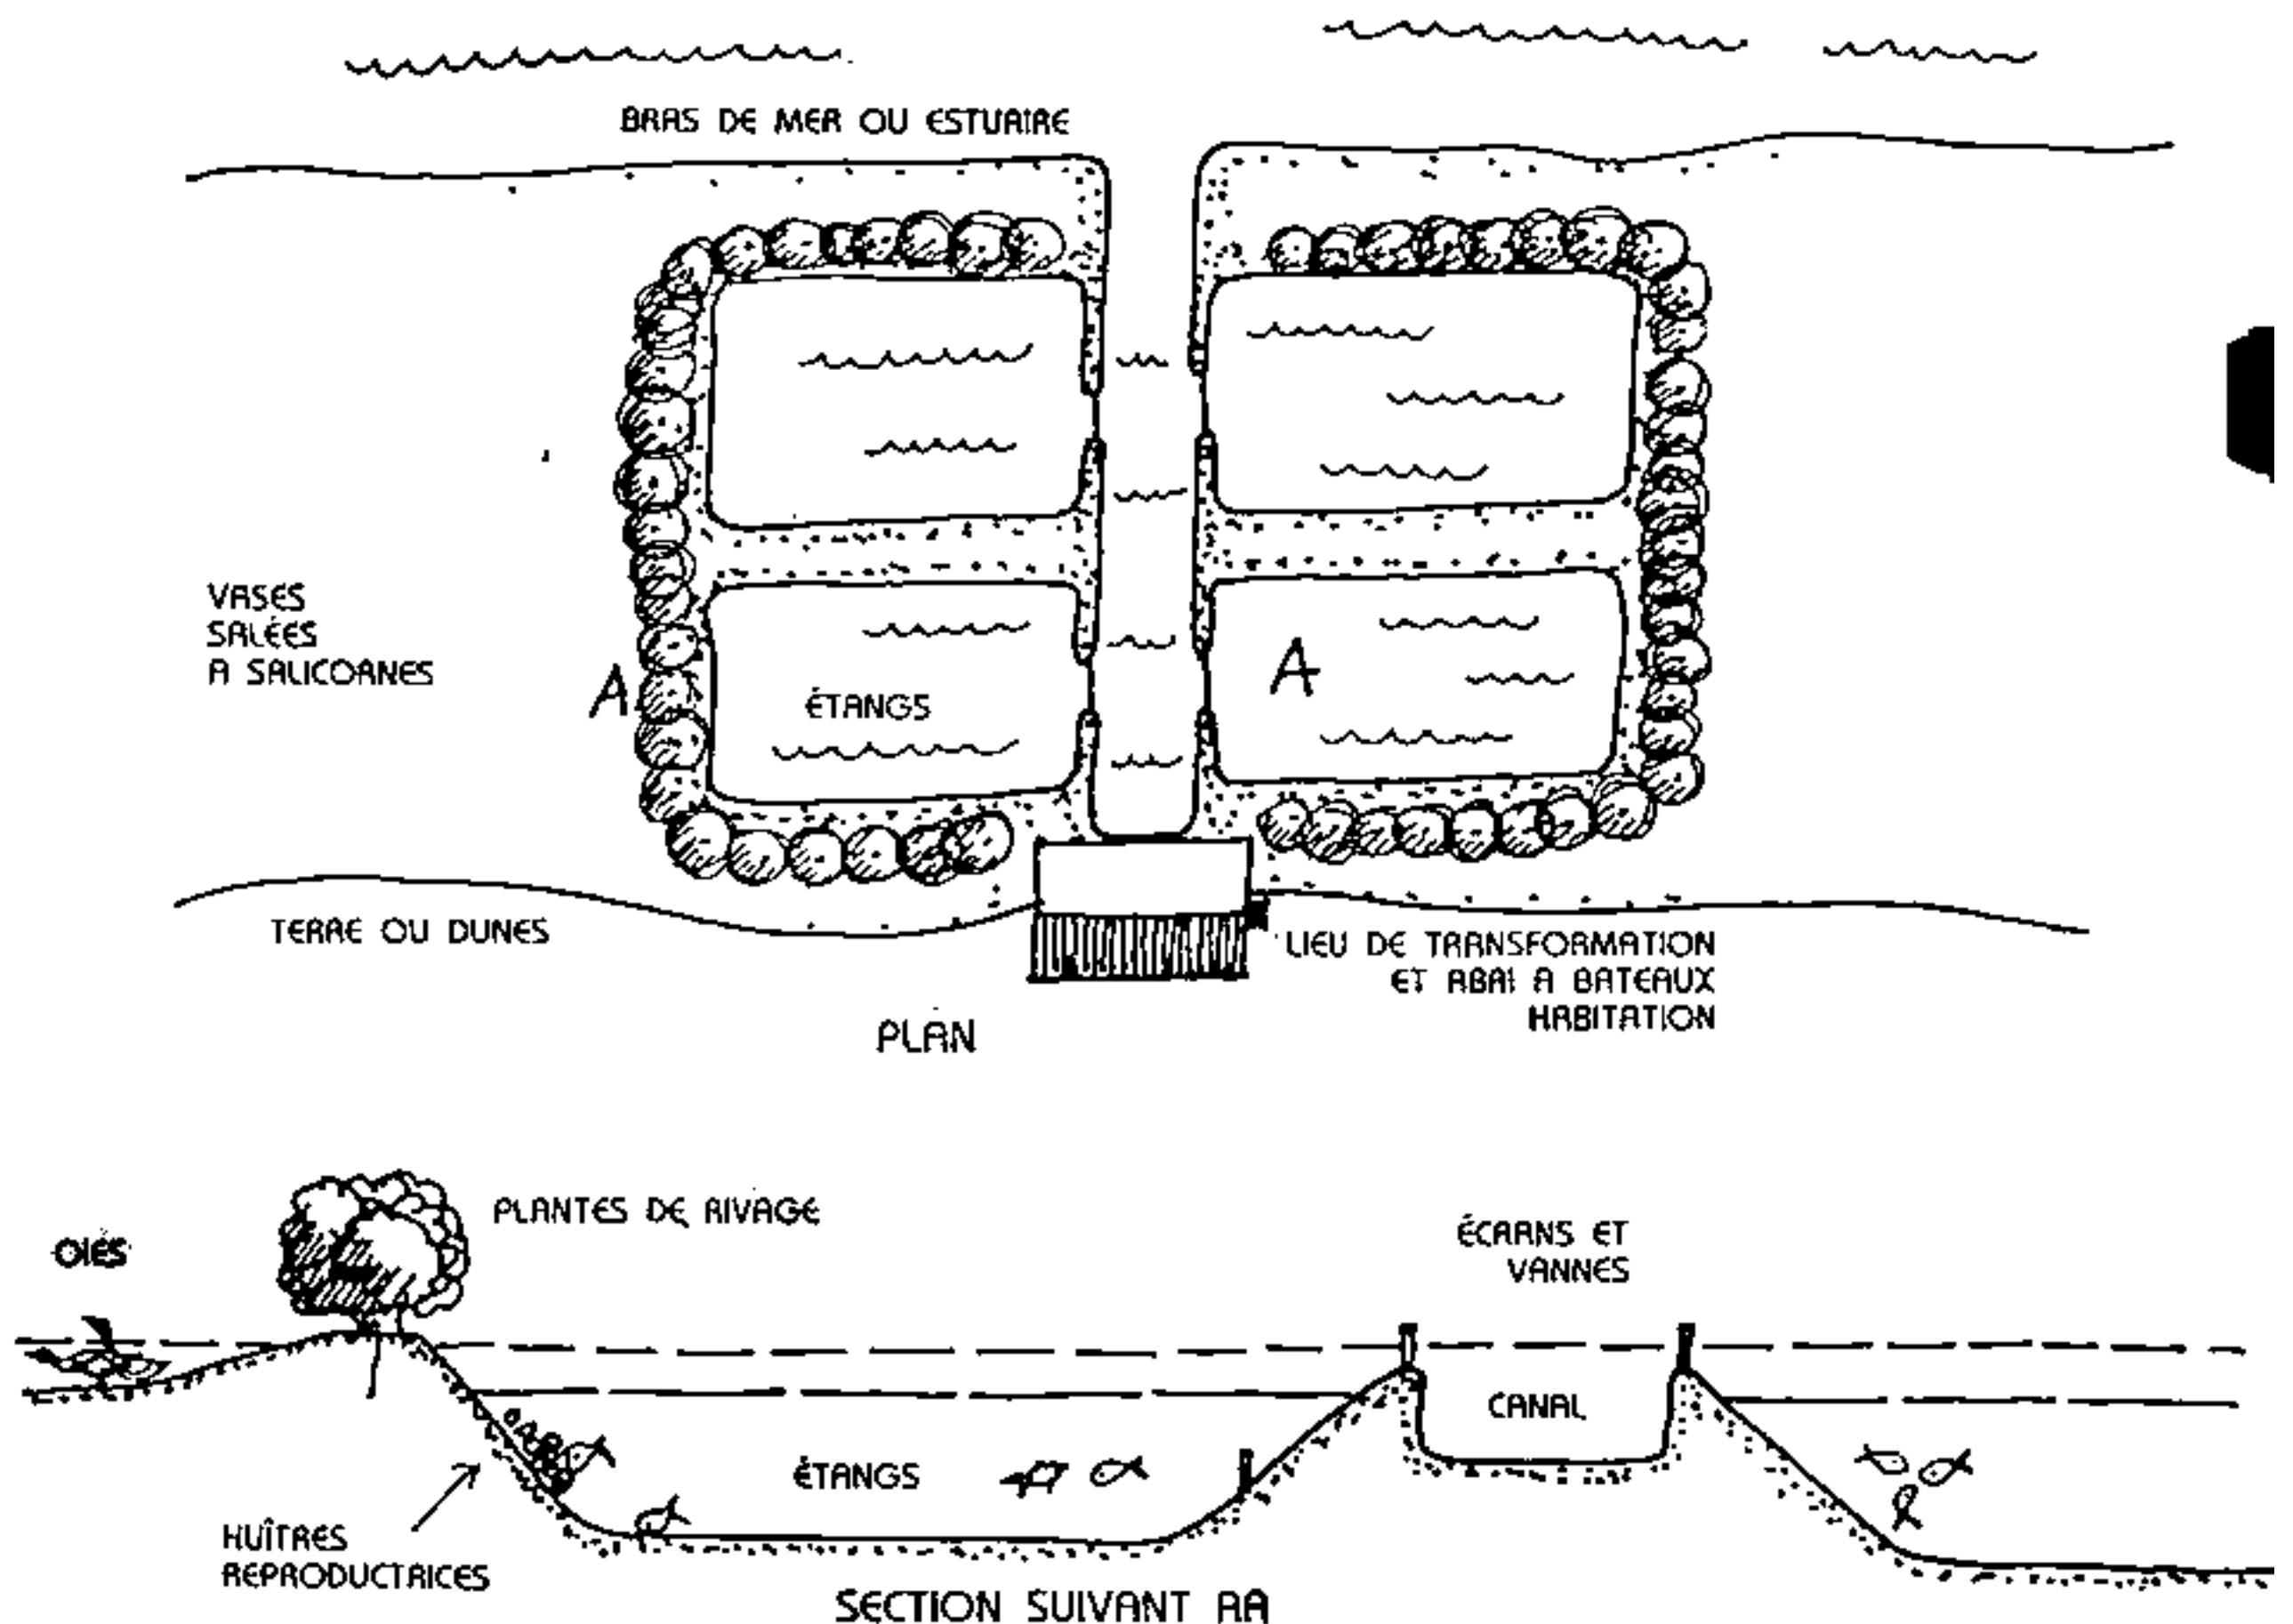 BRAS DE MER OU ESTUAIRE
VASES
SALÉES
A SALICORNES
A
A
ÉTANGS
TERRE OU DUNES
LIEU DE TRANSFORMATION
ET ABRI A BATEAUX
HABITATION
PLAN
OIES
PLANTES DE RIVAGE
ÉCRANS ET
VANNES
CANAL
ÉTANGS
HUÎTRES
REPRODUCTRICES
SECTION SUIVANT AA